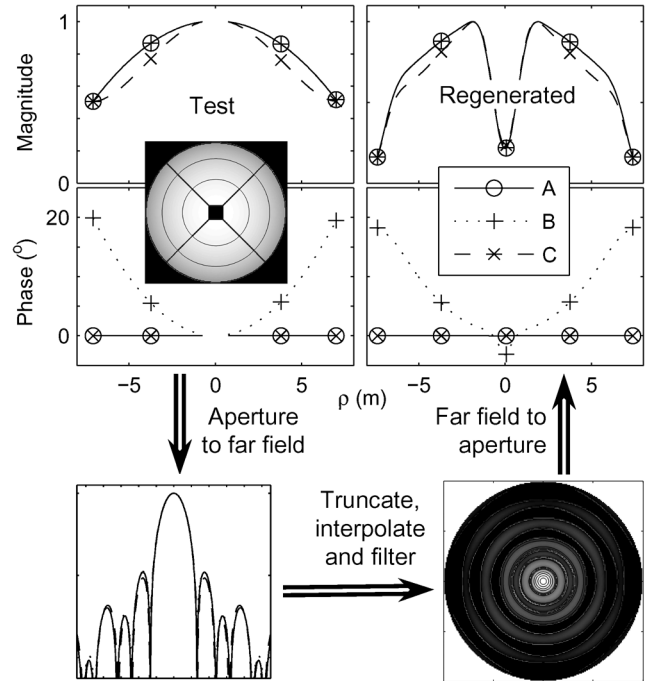 Magnitude
1
0
Test
Regenerated
A
B
C
Phase (°)
20
0
−5
0
5
ρ (m)
−5
0
5
Aperture
to far field
Far field to
aperture
Truncate,
interpolate
and filter